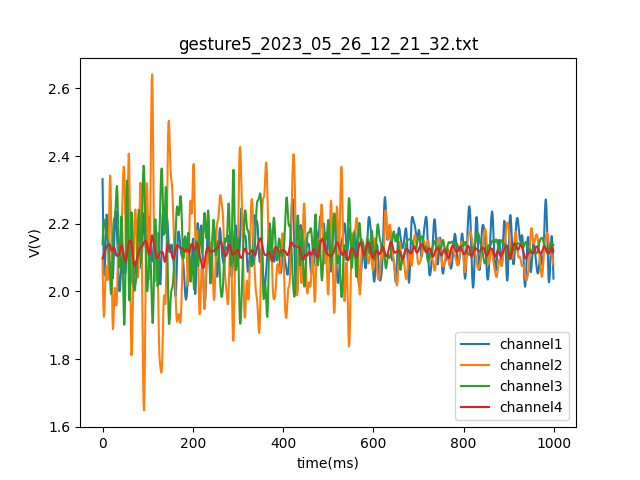 gesture5_2023_05_26_12_21_32.txt
2.6
2.4
2.2
2.0
1.8
1.6
V(V)
0 200 400 600 800 1000
time(ms)
channel1
channel2
channel3
channel4